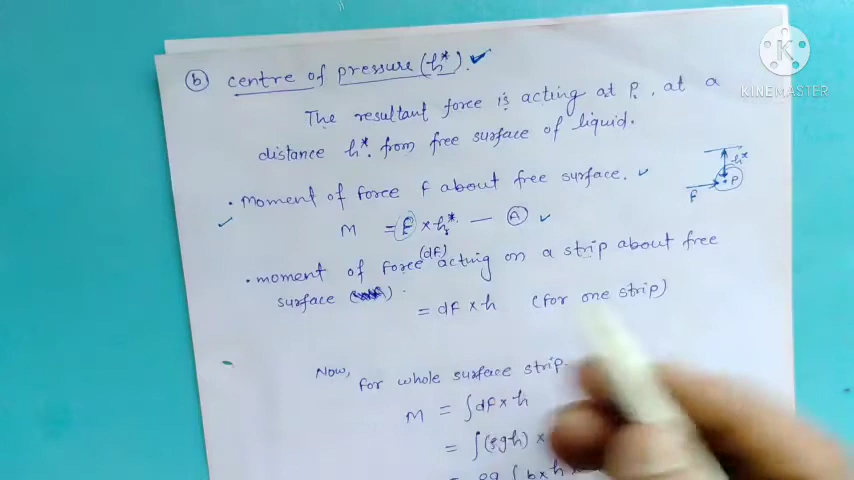 K
KINEMASTER
b centre of pressure (h*). ✓
The resultant force is acting at P, at a
distance h*. from free surface of liquid.
h*
P
F
• Moment of force F about free surface. ✓
✓ M = F × h*. — A ✓
(dF)
• moment of force acting on a strip about free
surface
= dF × h (for one strip)
Now,
for whole surface strip.
M = ∫dF × h
= ∫(ρgh) ×
= ρg ∫ b × h ×